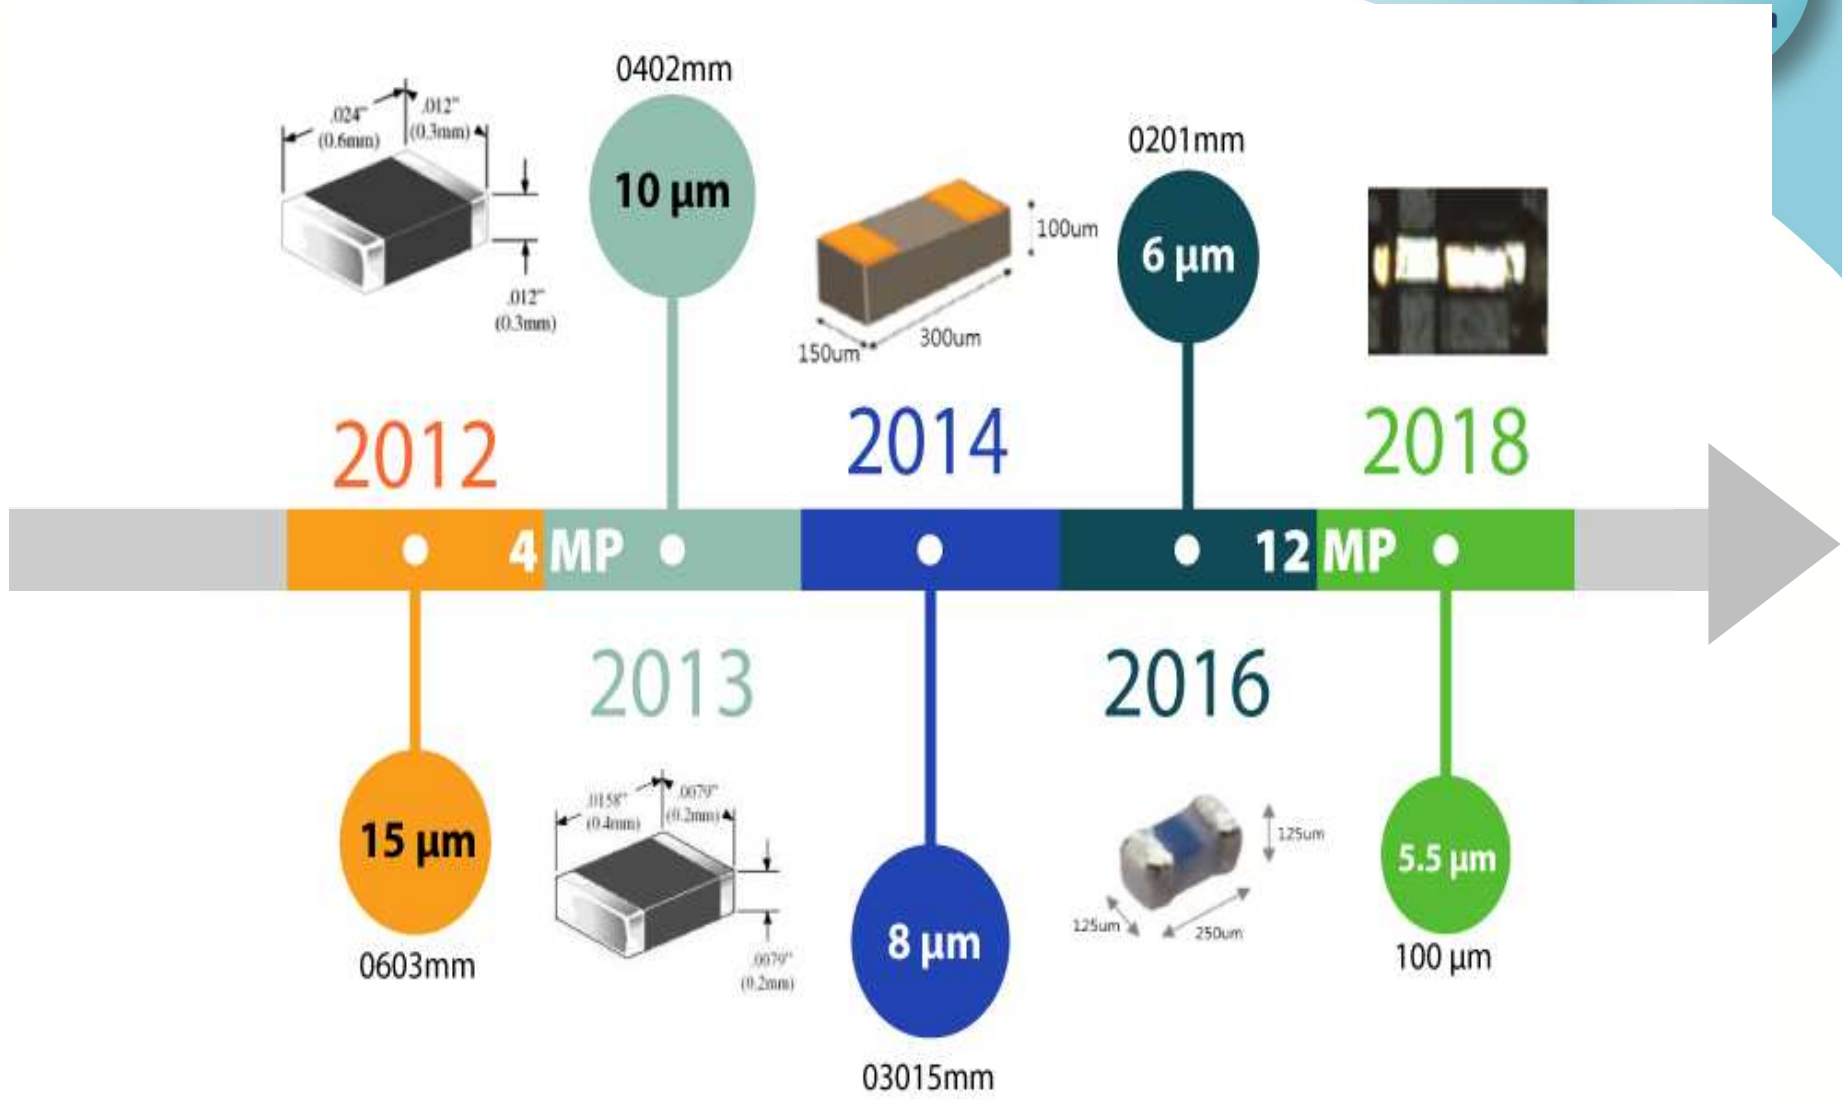 0402mm
.024"
(0.6mm)
.012"
(0.3mm)
.012"
(0.3mm)
10 µm
0201mm
6 µm
100um
300um
150um
2012
2014
2018
4 MP
12 MP
2013
2016
15 µm
0603mm
.0158"
(0.4mm)
.0079"
(0.2mm)
.0079"
(0.2mm)
8 µm
03015mm
125um
125um
250um
5.5 µm
100 µm